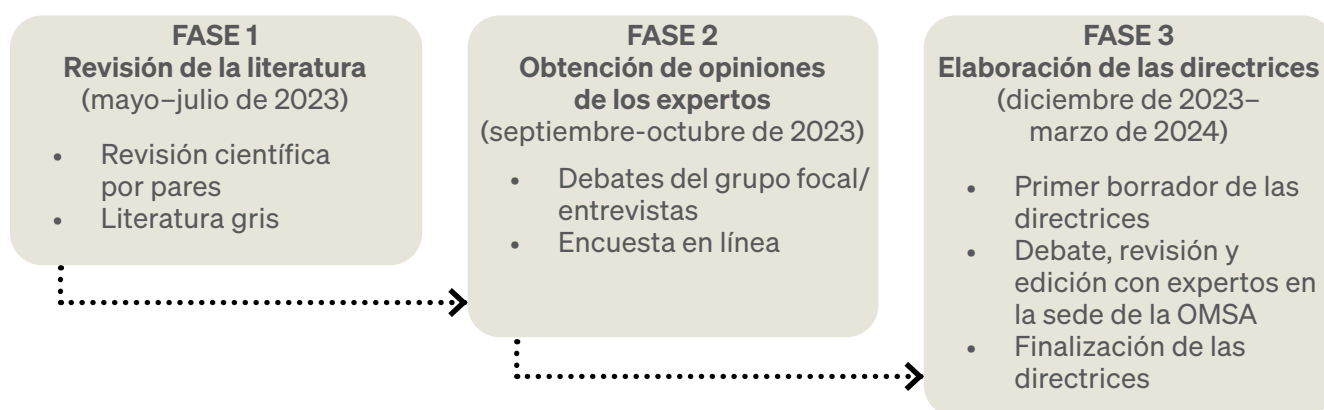 FASE 1
Revisión de la literatura
(mayo–julio de 2023)
• Revisión científica
por pares
• Literatura gris
FASE 2
Obtención de opiniones
de los expertos
(septiembre-octubre de 2023)
• Debates del grupo focal/
entrevistas
• Encuesta en línea
FASE 3
Elaboración de las directrices
(diciembre de 2023–
marzo de 2024)
• Primer borrador de las
directrices
• Debate, revisión y
edición con expertos en
la sede de la OMSA
• Finalización de las
directrices